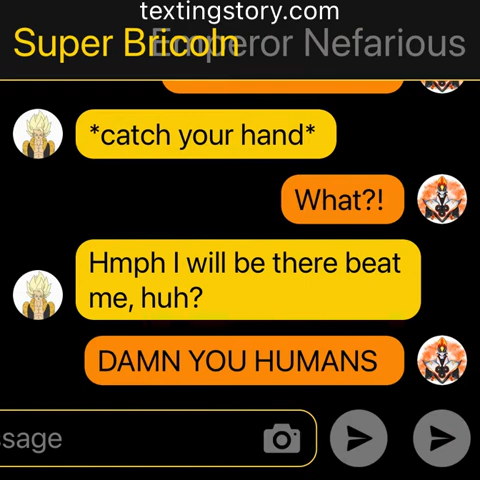 textingstory.com
Super Bricoln
Emperor Nefarious
*catch your hand*
What?!
Hmph I will be there beat
me, huh?
DAMN YOU HUMANS
ssage